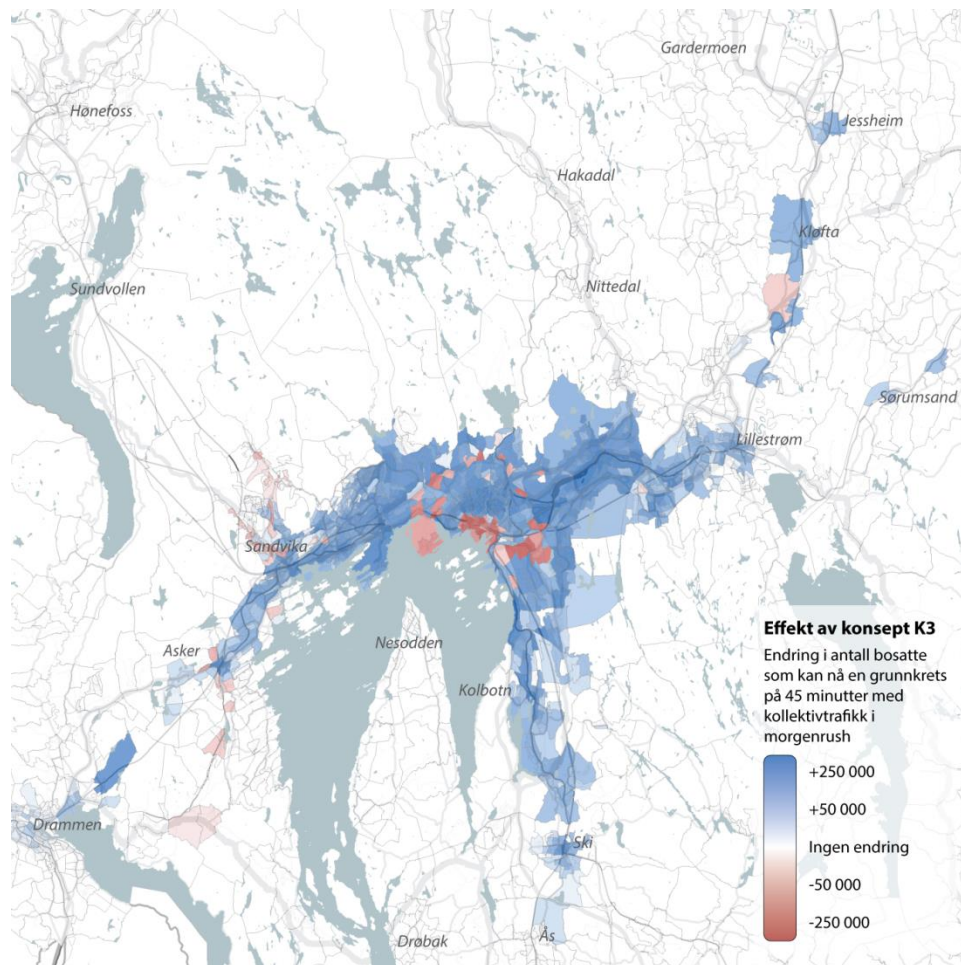 Gardermoen
Hønefoss
Jessheim
Hakadal
Kløfta
Sundvollen
Nittedal
Sørumsand
Lillestrøm
Sandvika
Effekt av konsept K3
Endring i antall bosatte
som kan nå en grunnkrets
på 45 minutter med
kollektivtrafikk i
morgenrush
+250 000
+50 000
Ingen endring
-50 000
-250 000
Asker
Nesodden
Kolbotn
Drammen
Ski
Drøbak
Ås